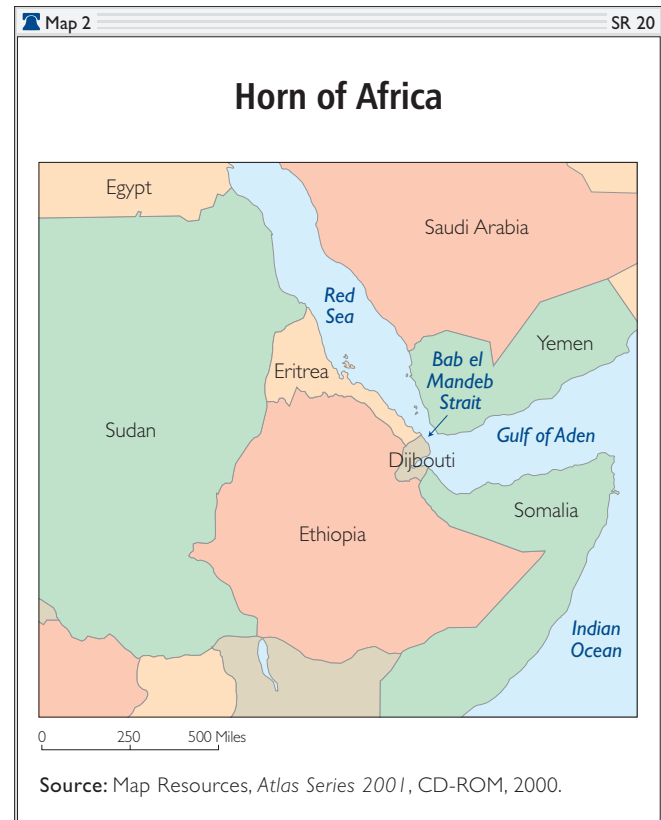 Map 2 SR 20
Horn of Africa
Egypt
Saudi Arabia
Red
Sea
Yemen
Bab el
Mandeb
Strait
Eritrea
Sudan
Gulf of Aden
Dijbouti
Somalia
Ethiopia
Indian
Ocean
0 250 500 Miles
Source: Map Resources, Atlas Series 2001, CD-ROM, 2000.